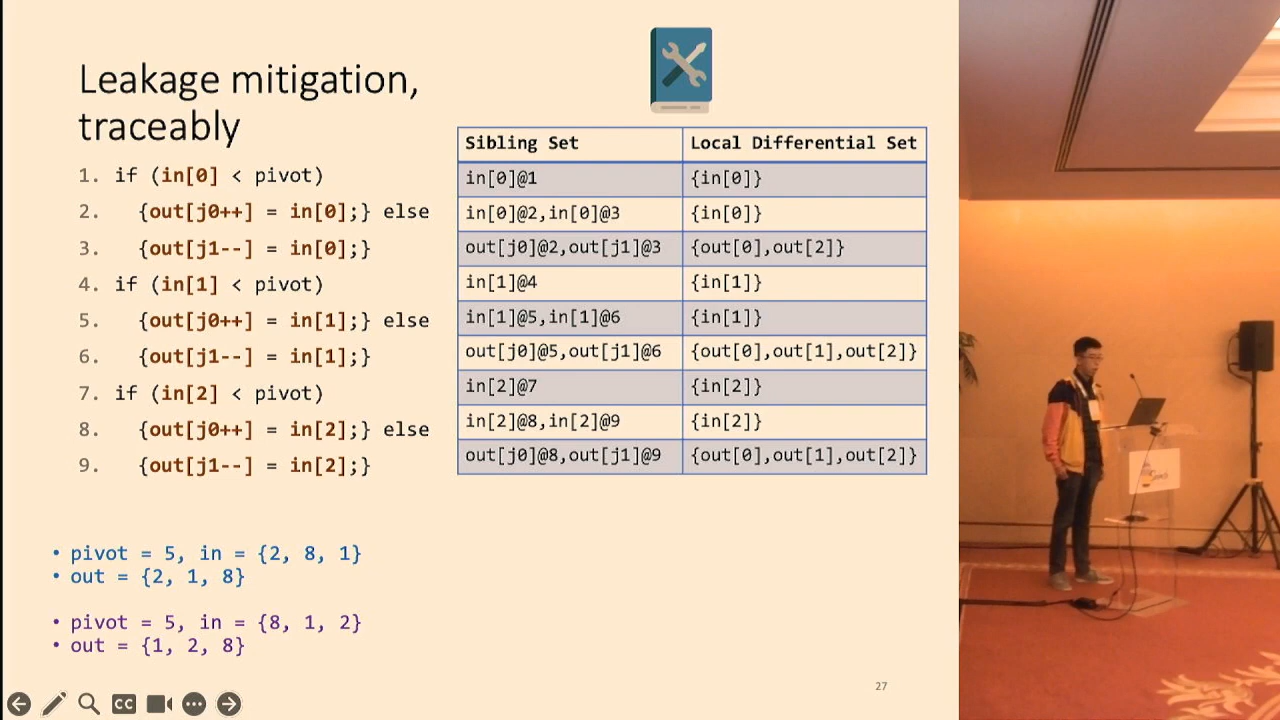 Leakage mitigation,
traceably
1. if (in[0] < pivot)
2. {out[j0++] = in[0];} else
3. {out[j1--] = in[0];}
4. if (in[1] < pivot)
5. {out[j0++] = in[1];} else
6. {out[j1--] = in[1];}
7. if (in[2] < pivot)
8. {out[j0++] = in[2];} else
9. {out[j1--] = in[2];}
Sibling Set Local Differential Set
in[0]@1 {in[0]}
in[0]@2,in[0]@3 {in[0]}
out[j0]@2,out[j1]@3 {out[0],out[2]}
in[1]@4 {in[1]}
in[1]@5,in[1]@6 {in[1]}
out[j0]@5,out[j1]@6 {out[0],out[1],out[2]}
in[2]@7 {in[2]}
in[2]@8,in[2]@9 {in[2]}
out[j0]@8,out[j1]@9 {out[0],out[1],out[2]}
• pivot = 5, in = {2, 8, 1}
• out = {2, 1, 8}
• pivot = 5, in = {8, 1, 2}
• out = {1, 2, 8}
27
CC